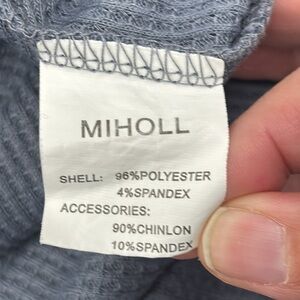 MIHOLL
SHELL: 96%POLYESTER
4%SPANDEX
ACCESSORIES:
90%CHINLON
10%SPANDEX